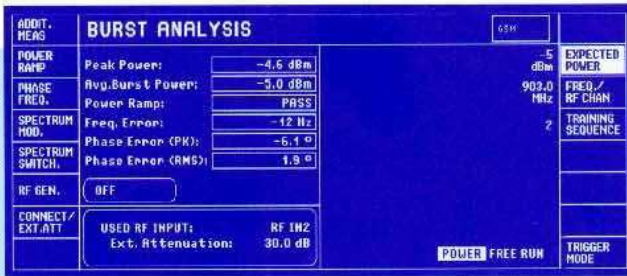 ADDIT. MEAS
BURST ANALYSIS
GSM
POWER RAMP
PHASE FREQ.
SPECTRUM MOD.
SPECTRUM SWITCH.
RF GEN.
CONNECT/ EXT.ATT
Peak Power: -4.6 dBm
Avg.Burst Power: -5.0 dBm
Power Ramp: PASS
Freq. Error: -12 Hz
Phase Error (PK): -6.1 °
Phase Error (RMS): 1.9 °
OFF
USED RF INPUT: RF IN2
Ext. Attenuation: 30.0 dB
-5 dBm
EXPECTED POWER
903.0 MHz
FREQ./ RF CHAN
2
TRAINING SEQUENCE
POWER FREE RUN
TRIGGER MODE